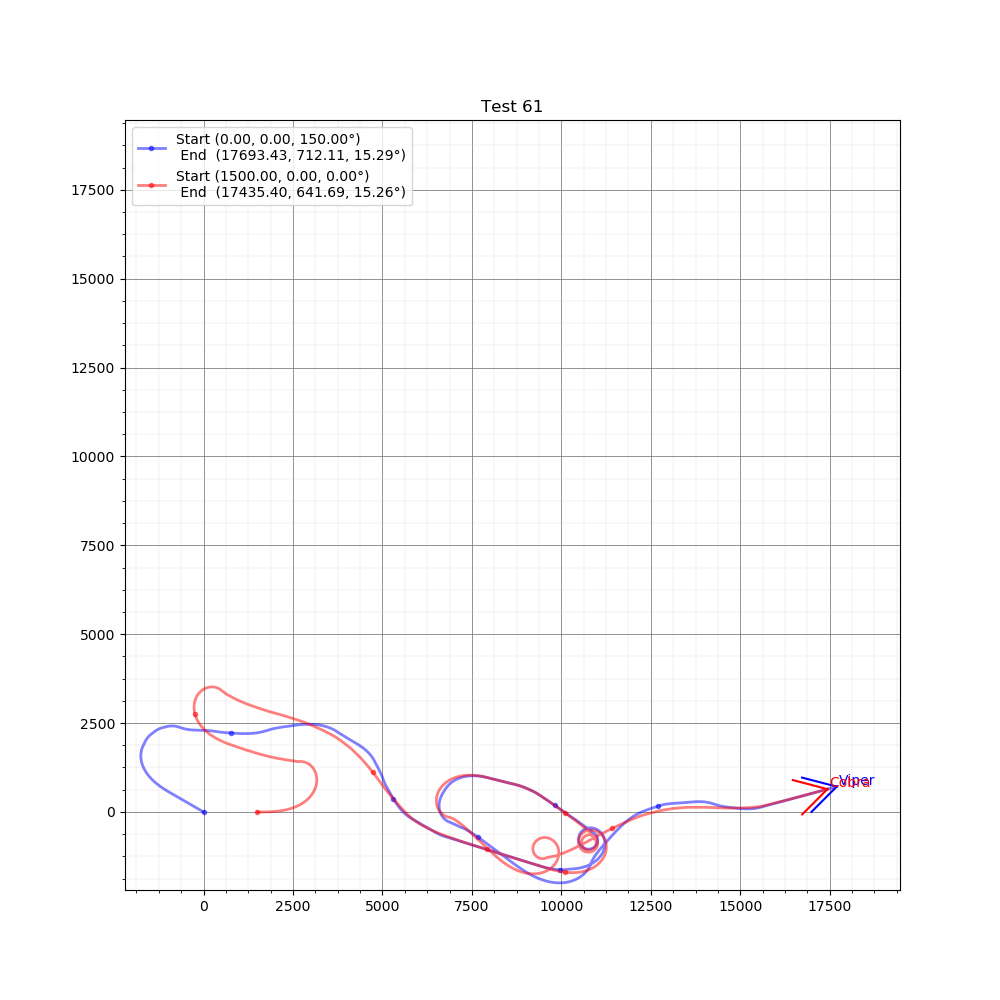 Test 61
Start (0.00, 0.00, 150.00°)
End (17693.43, 712.11, 15.29°)
Start (1500.00, 0.00, 0.00°)
End (17435.40, 641.69, 15.26°)
17500
15000
12500
10000
7500
5000
2500
0
Viper
Cobra
0 2500 5000 7500 10000 12500 15000 17500